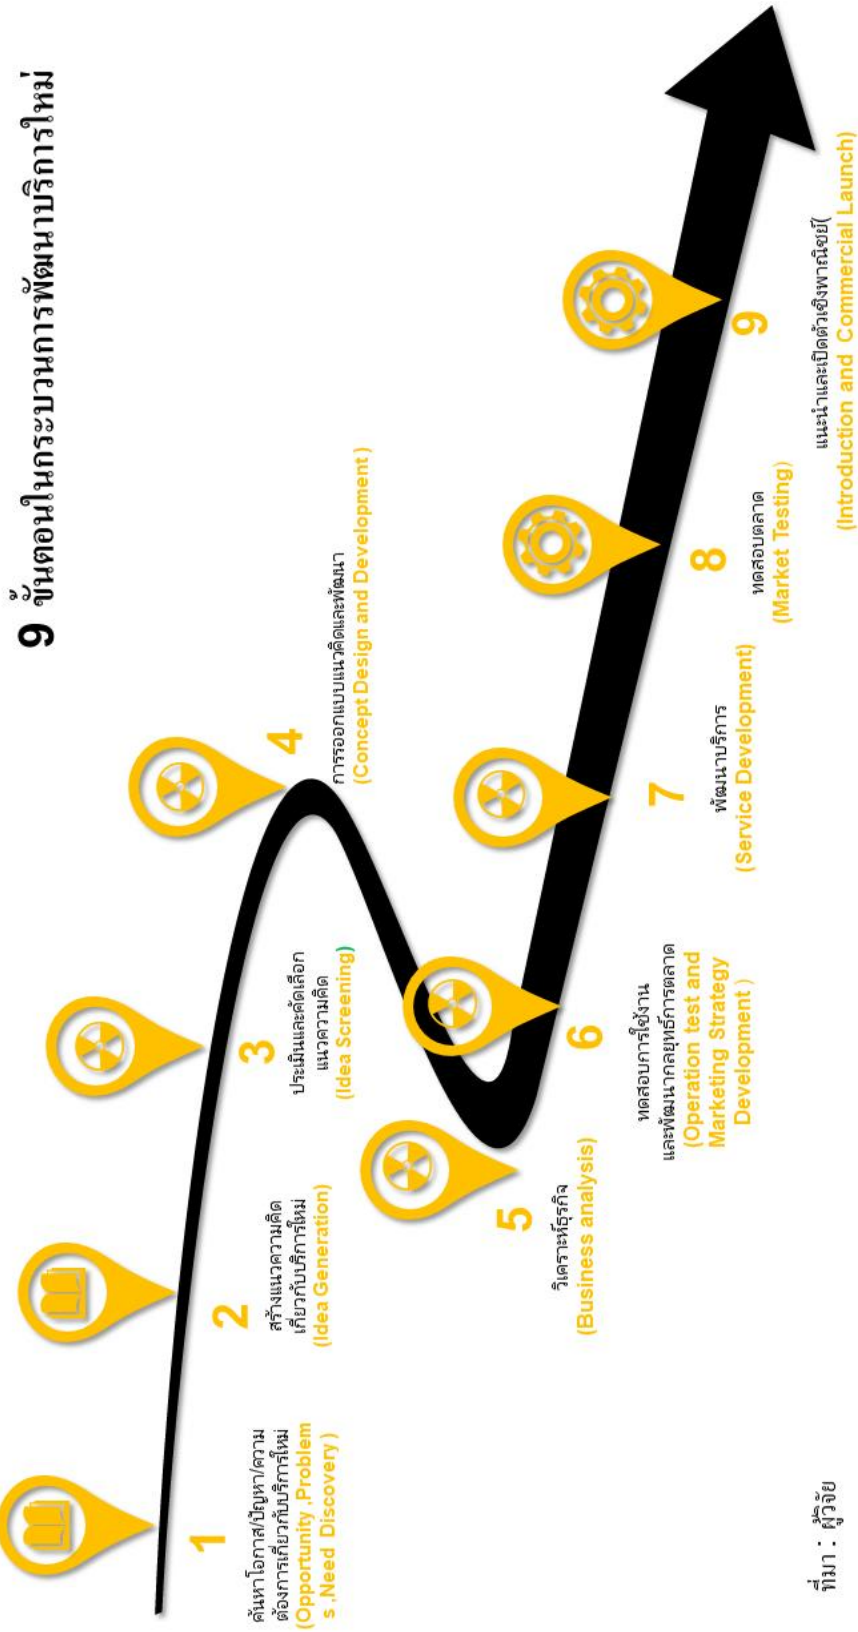 9 ขั้นตอนในกระบวนการพัฒนาบริการใหม่
1
ค้นหาโอกาส/ปัญหา/ความ
ต้องการเกี่ยวกับบริการใหม่
(Opportunity ,Problem
s ,Need Discovery )
2
สร้างแนวความคิด
เกี่ยวกับบริการใหม่
(Idea Generation)
3
ประเมินและคัดเลือก
แนวความคิด
(Idea Screening)
4
การรออกแบบแนวคิดและพัฒนา
(Concept Design and Development )
5
วิเคราะห์ธุรกิจ
(Business analysis)
6
ทดสอบการใช้งาน
และพัฒนากลยุทธ์การตลาด
(Operation test and
Marketing Strategy
Development )
7
พัฒนาบริการ
(Service Development)
8
ทดสอบตลาด
(Market Testing)
9
แนะนำและเปิดตัวเชิงพาณิชย์(
(Introduction and Commercial Launch)
ที่มา : ผู้วิจัย